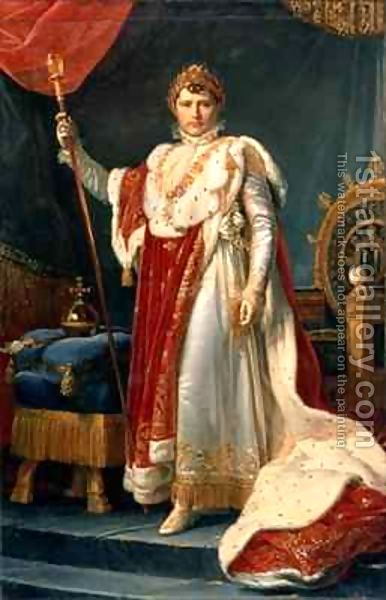 1st-art-gallery.com
This watermark does not appear on the painting